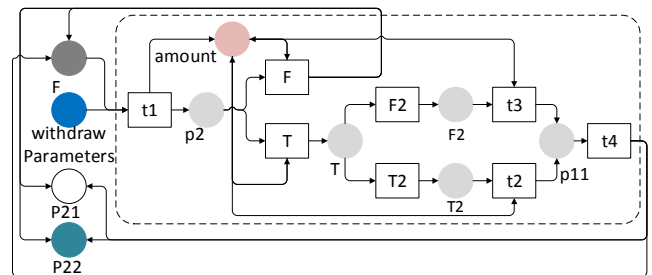 amount
F
F
t1
F2
t3
withdraw
Parameters
p2
F2
T
T
t4
p11
T2
t2
T2
P21
P22